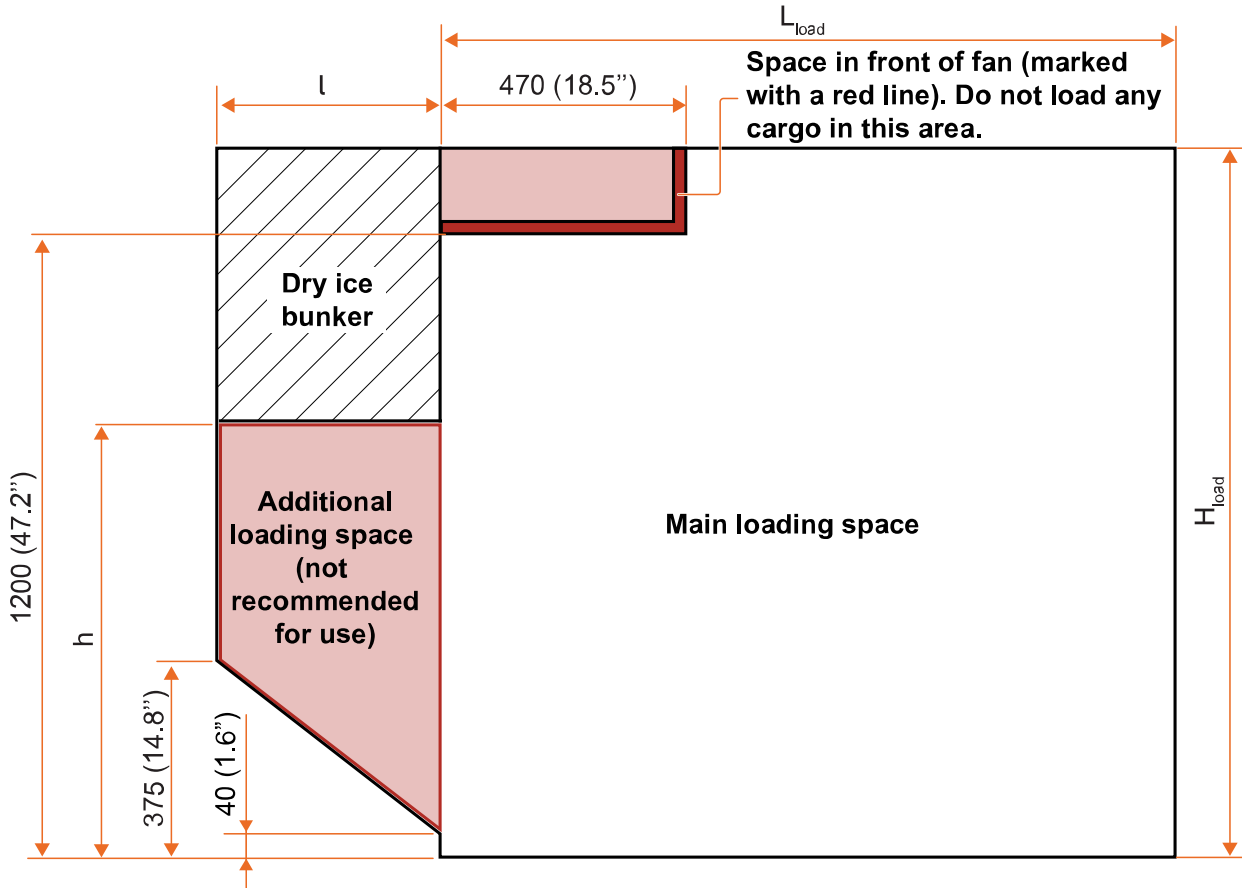 L load
l
470 (18.5”)
Space in front of fan (marked
with a red line). Do not load any
cargo in this area.
Dry ice
bunker
1200 (47.2”)
h
Additional
loading space
(not
recommended
for use)
Main loading space
H load
375 (14.8”)
40 (1.6”)